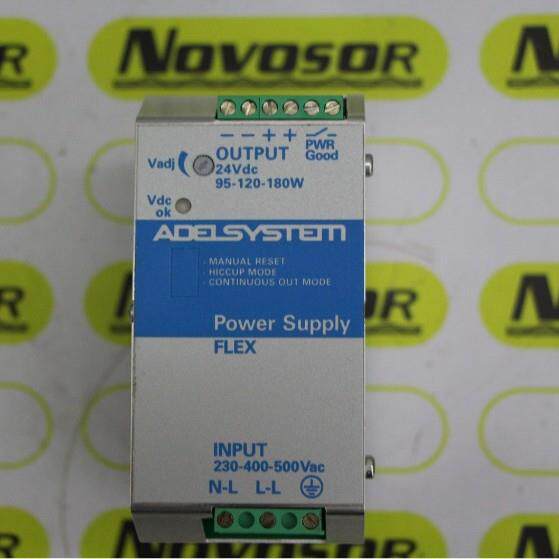 NOVOSOR
NOVOSOR
- - + + PWR
Good
Vadj OUTPUT
24Vdc
95-120-180W
Vdc
ok
ADELSYSTEM
· MANUAL RESET
· HICCUP MODE
· CONTINUOUS OUT MODE
Power Supply
FLEX
INPUT
230-400-500Vac
N-L L-L